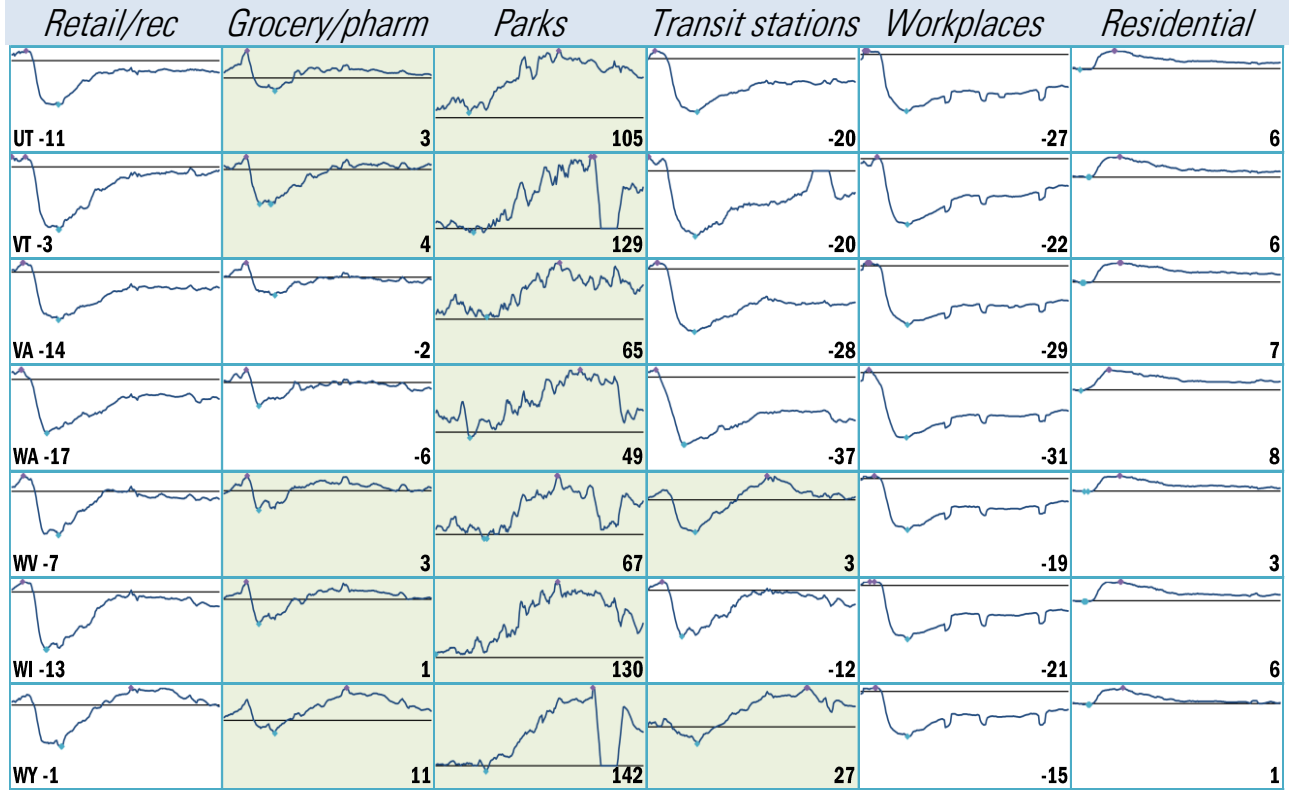 Retail/rec Grocery/pharm Parks Transit stations Workplaces Residential
UT -11 3 105 -20 -27 6
VT -3 4 129 -20 -22 6
VA -14 -2 65 -28 -29 7
WA -17 -6 49 -37 -31 8
WV -7 3 67 3 -19 3
WI -13 1 130 -12 -21 6
WY -1 11 142 27 -15 1